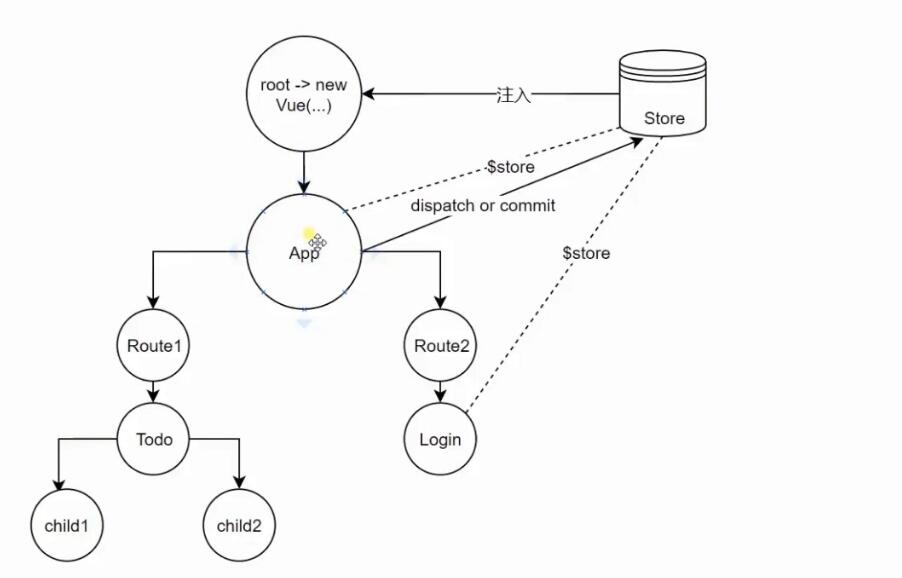 root -> new
Vue(...)
注入
Store
$store
dispatch or commit
App
$store
Route1
Route2
Todo
Login
child1
child2